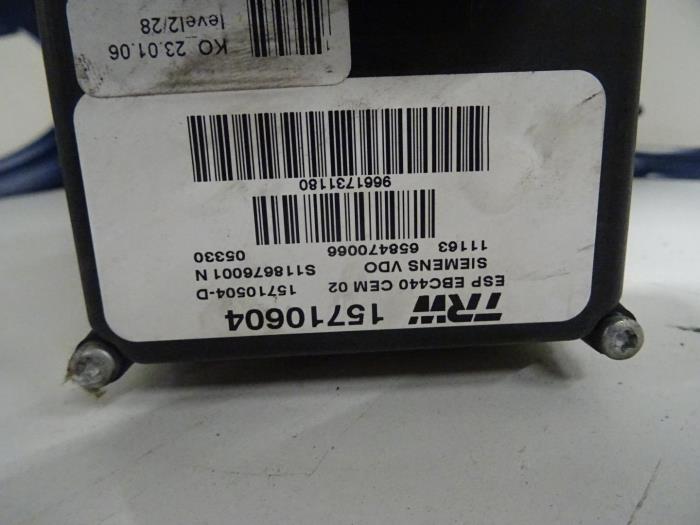 TRW 15710604
ESP EBC440 CEM 02 15710504-D
SIEMENS VDO S118676001 N
11163 658470066 05330
9661731180
KO 23.01.06
level2/28